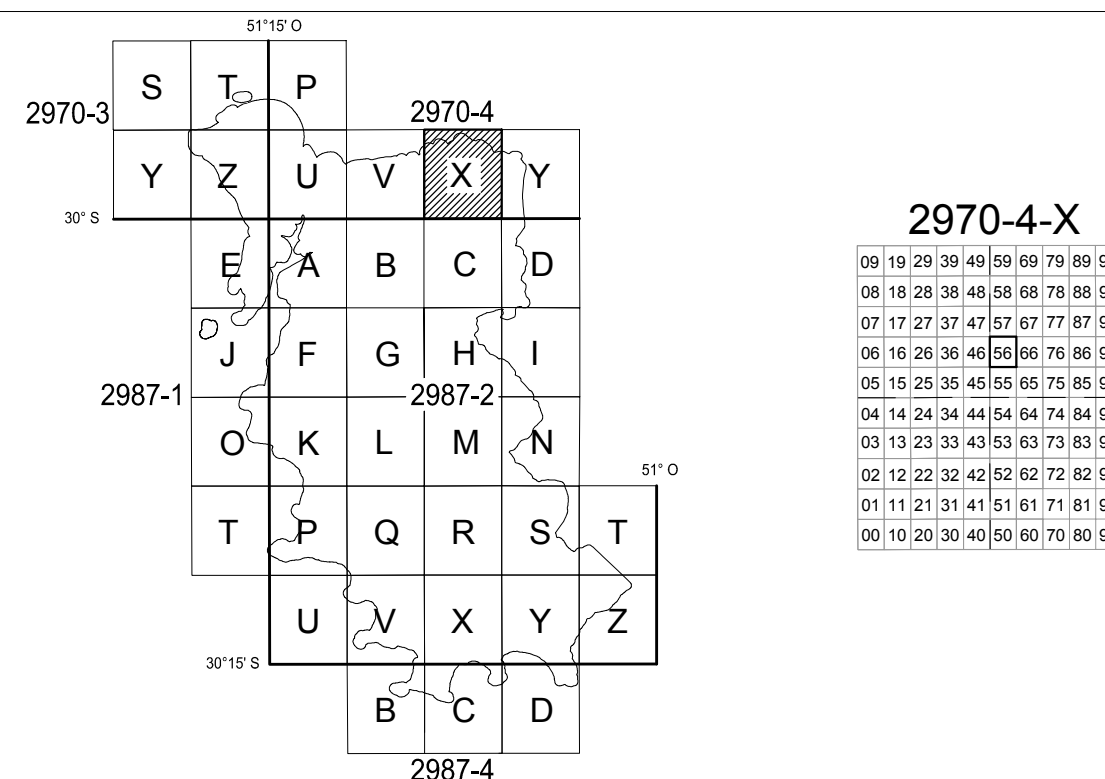 51°15' O
S T P
2970-3 2970-4
Y Z U V X Y
30° S
E A B C D
J F G H I
2987-1 2987-2
O K L M N
51° O
T P Q R S T
U V X Y Z
30°15' S
B C D
2987-4
2970-4-X
09 19 29 39 49 59 69 79 89
08 18 28 38 48 58 68 78 88
07 17 27 37 47 57 67 77 87
06 16 26 36 46 56 66 76 86
05 15 25 35 45 55 65 75 85
04 14 24 34 44 54 64 74 84
03 13 23 33 43 53 63 73 83
02 12 22 32 42 52 62 72 82
01 11 21 31 41 51 61 71 81
00 10 20 30 40 50 60 70 80